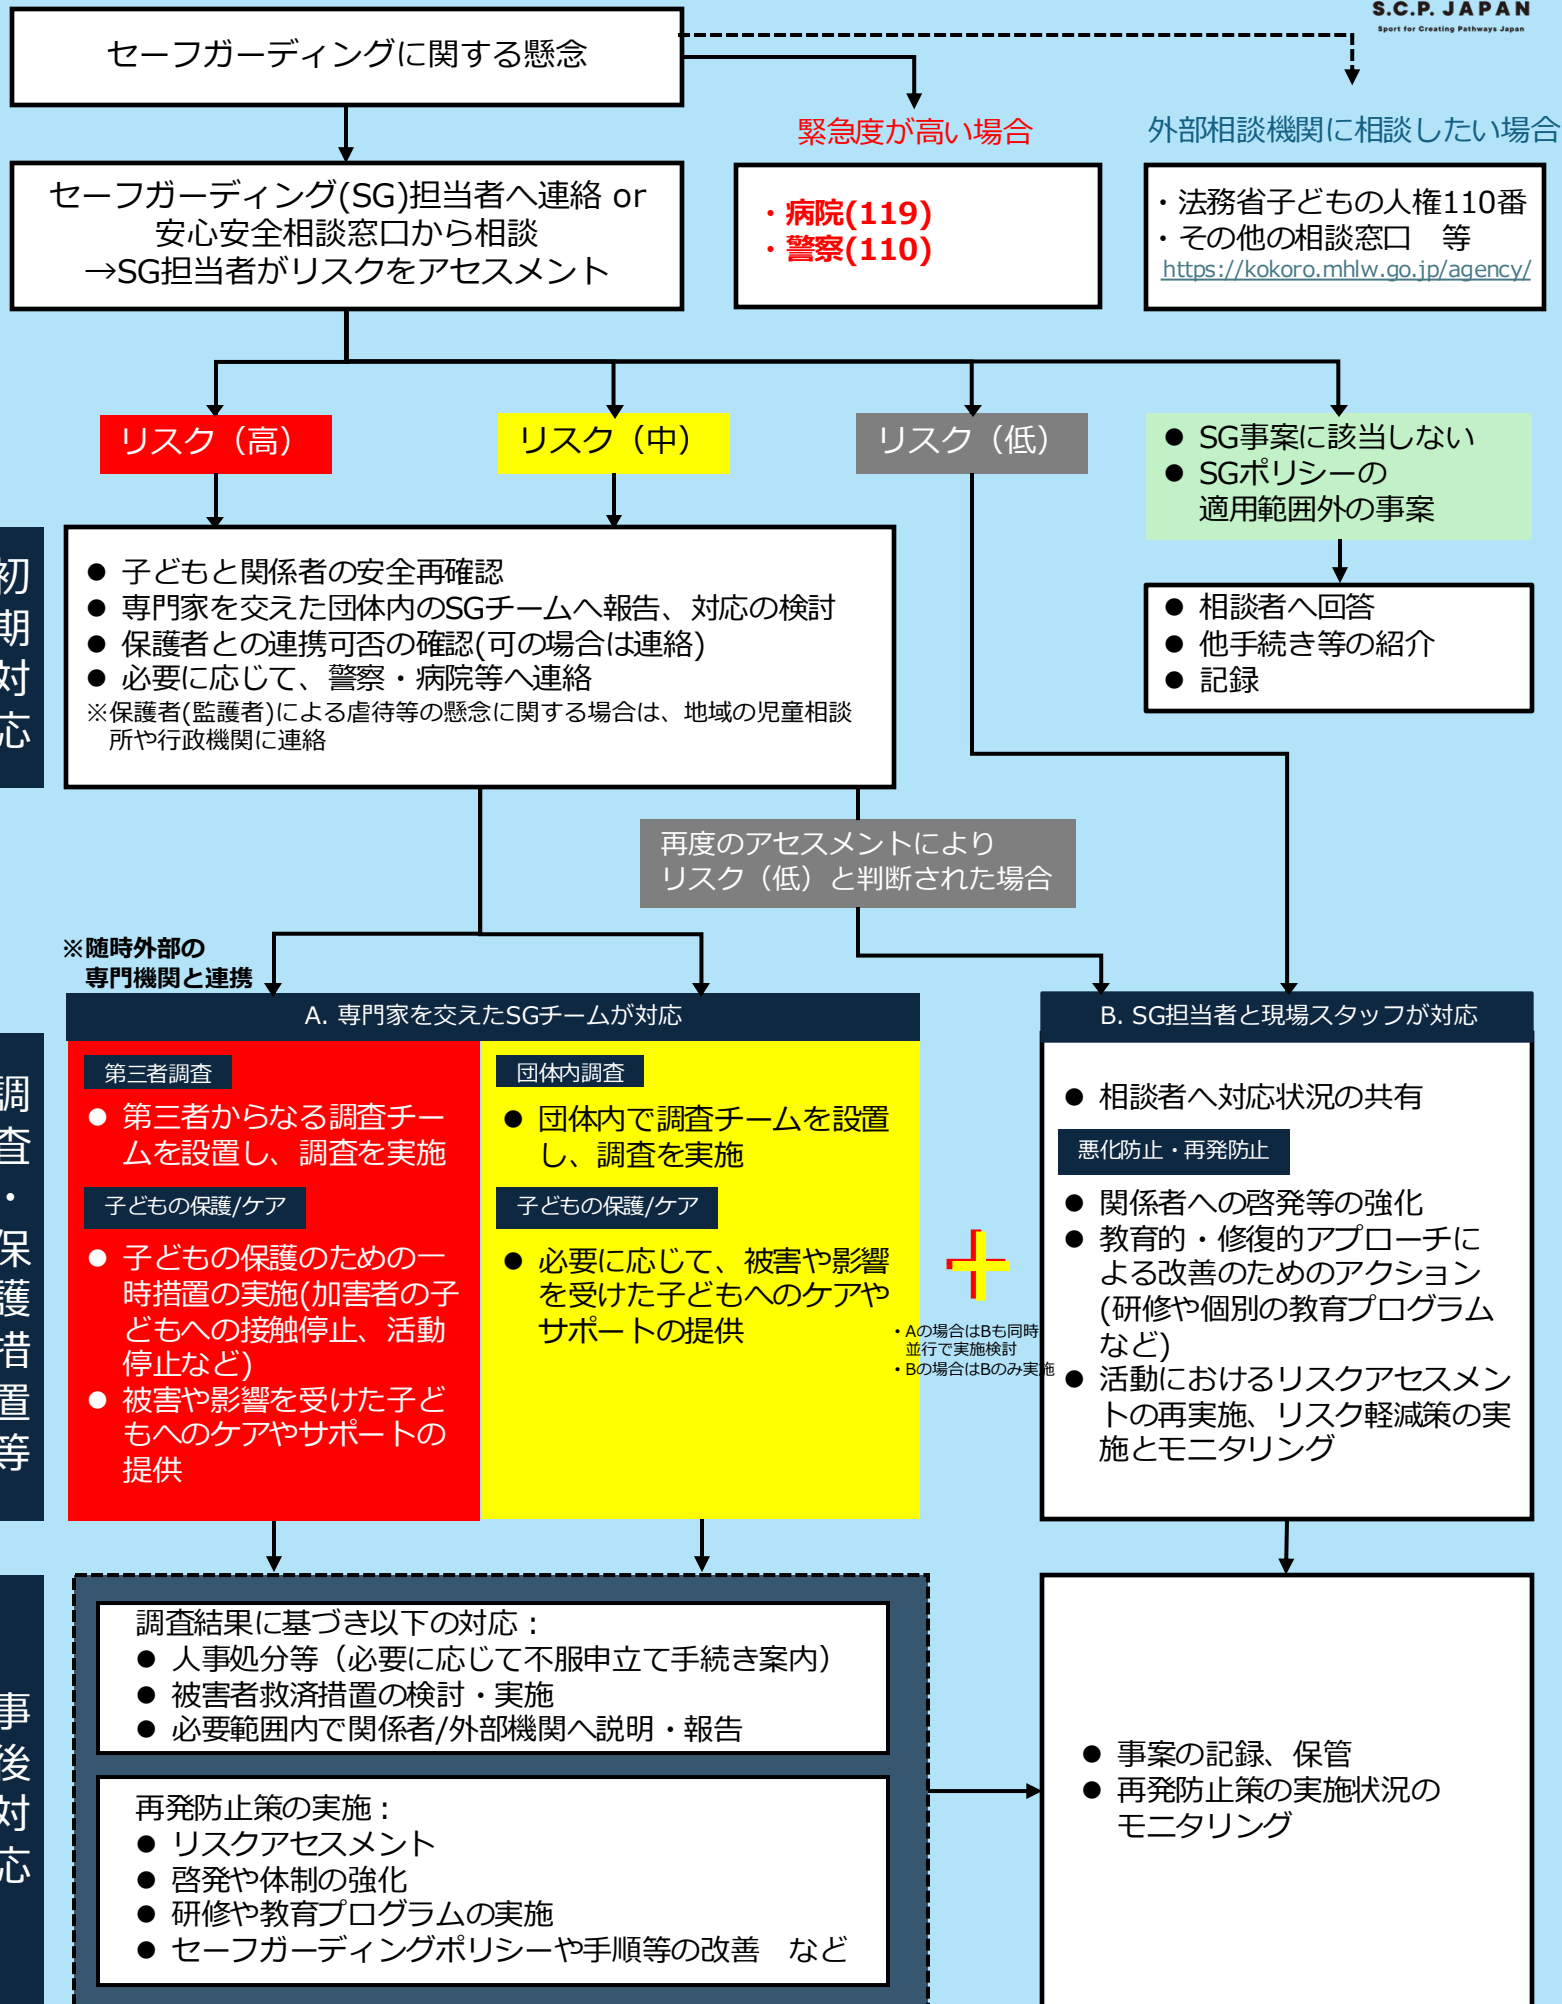 S.C.P. JAPAN
Sport for Creating Pathways Japan
セーフガーディングに関する懸念
緊急度が高い場合
外部相談機関に相談したい場合
セーフガーディング(SG)担当者へ連絡 or
安心安全相談窓口から相談
→SG担当者がリスクをアセスメント
・病院(119)
・警察(110)
・法務省子どもの人権110番
・その他の相談窓口　等
https://kokoro.mhlw.go.jp/agency/
リスク（高）
リスク（中）
リスク（低）
● SG事案に該当しない
● SGポリシーの
適用範囲外の事案
初期対応
● 子どもと関係者の安全再確認
● 専門家を交えた団体内のSGチームへ報告、対応の検討
● 保護者との連携可否の確認(可の場合は連絡)
● 必要に応じて、警察・病院等へ連絡
※保護者(監護者)による虐待等の懸念に関する場合は、地域の児童相談
所や行政機関に連絡
● 相談者へ回答
● 他手続き等の紹介
● 記録
再度のアセスメントにより
リスク（低）と判断された場合
※随時外部の
専門機関と連携
調査・保護措置等
A. 専門家を交えたSGチームが対応
第三者調査
● 第三者からなる調査チー
ムを設置し、調査を実施
子どもの保護/ケア
● 子どもの保護のための一
時措置の実施(加害者の子
どもへの接触停止、活動
停止など)
● 被害や影響を受けた子ど
もへのケアやサポートの
提供
団体内調査
● 団体内で調査チームを設置
し、調査を実施
子どもの保護/ケア
● 必要に応じて、被害や影響
を受けた子どもへのケアや
サポートの提供
・Aの場合はBも同時
並行で実施検討
・Bの場合はBのみ実施
B. SG担当者と現場スタッフが対応
● 相談者へ対応状況の共有
悪化防止・再発防止
● 関係者への啓発等の強化
● 教育的・修復的アプローチに
よる改善のためのアクション
(研修や個別の教育プログラム
など)
● 活動におけるリスクアセスメン
トの再実施、リスク軽減策の実
施とモニタリング
事後対応
調査結果に基づき以下の対応：
● 人事処分等（必要に応じて不服申立て手続き案内）
● 被害者救済措置の検討・実施
● 必要範囲内で関係者/外部機関へ説明・報告
再発防止策の実施：
● リスクアセスメント
● 啓発や体制の強化
● 研修や教育プログラムの実施
● セーフガーディングポリシーや手順等の改善　など
● 事案の記録、保管
● 再発防止策の実施状況の
モニタリング